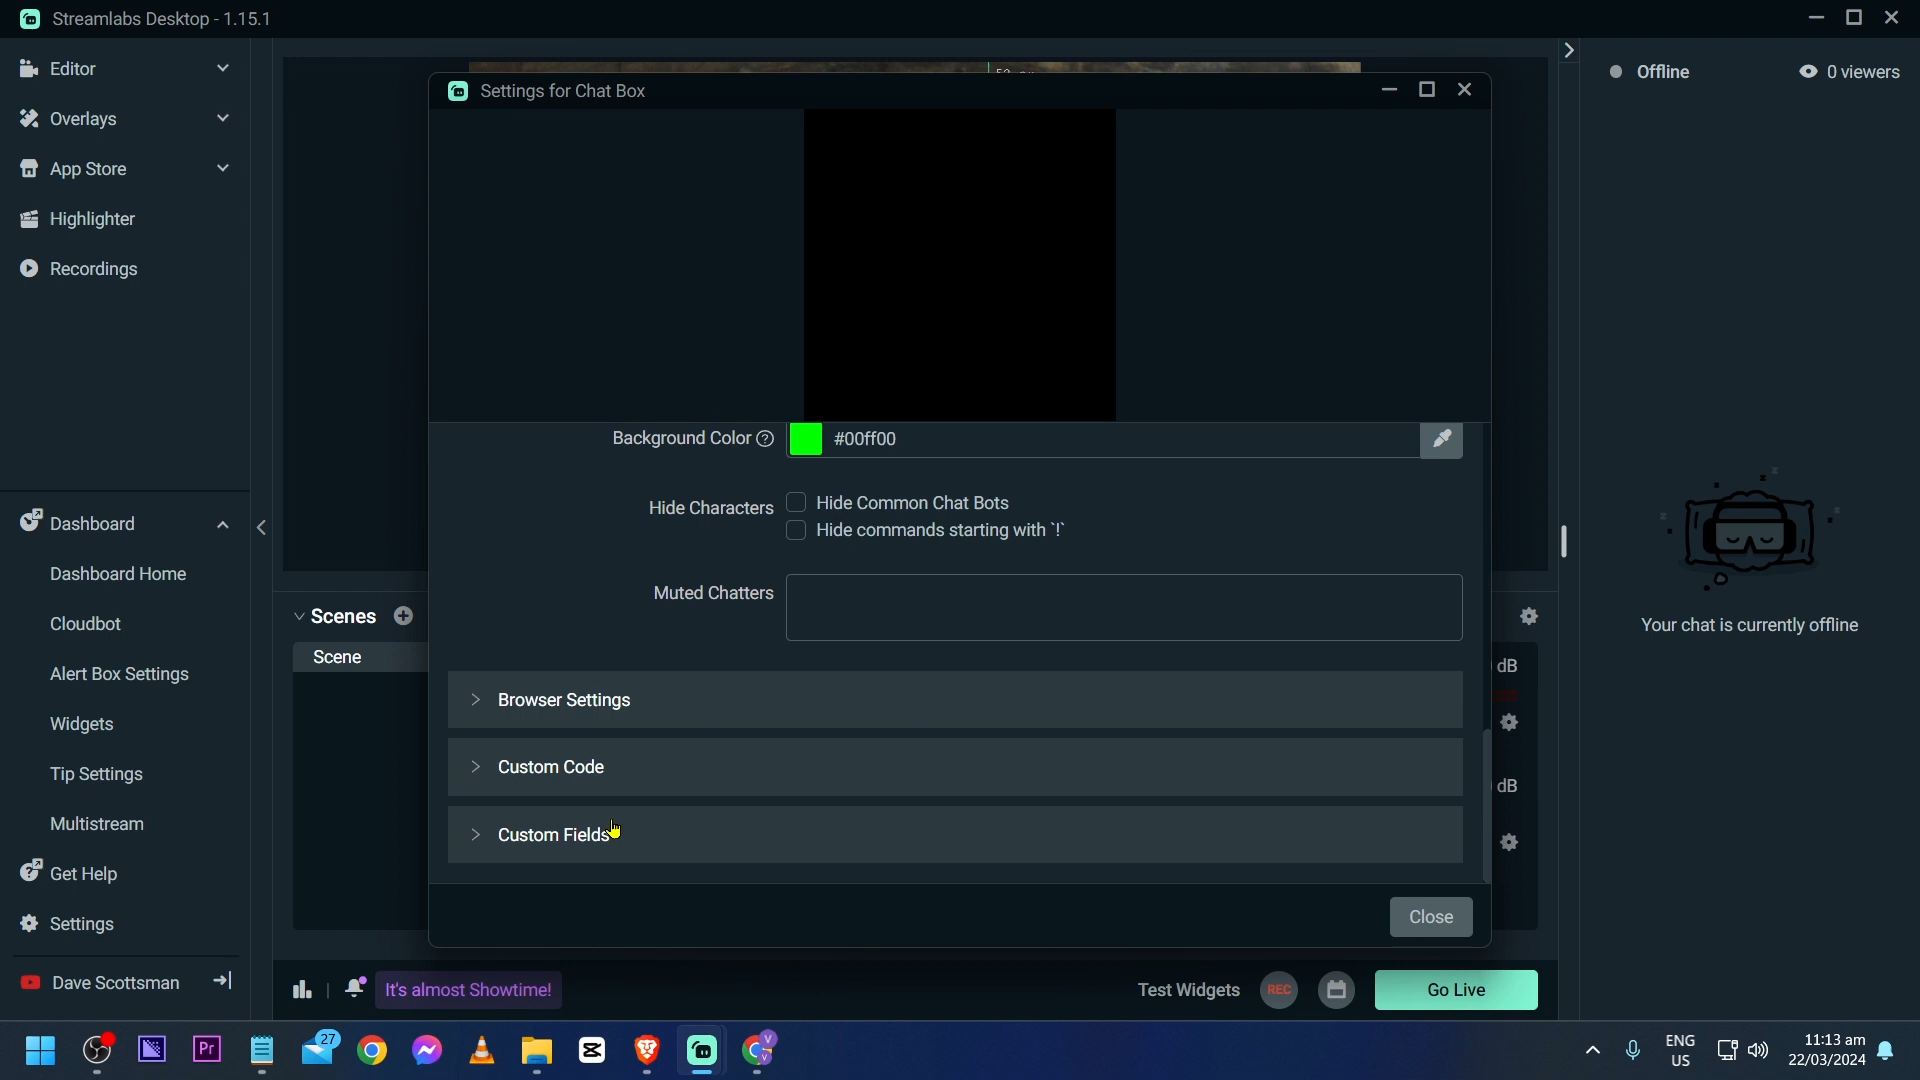 Streamlabs Desktop - 1.15.1
Editor
Overlays
App Store
Highlighter
Recordings
Dashboard
Dashboard Home
Cloudbot
Alert Box Settings
Widgets
Tip Settings
Multistream
Get Help
Settings
Dave Scottsman
Settings for Chat Box
Background Color
#00ff00
Hide Characters
Hide Common Chat Bots
Hide commands starting with `!`
Muted Chatters
Browser Settings
Custom Code
Custom Fields
Close
Scenes
Scene
dB
dB
It's almost Showtime!
Test Widgets
REC
Go Live
Offline
0 viewers
Your chat is currently offline
Pr
27
V
V
ENG
US
11:13 am
22/03/2024